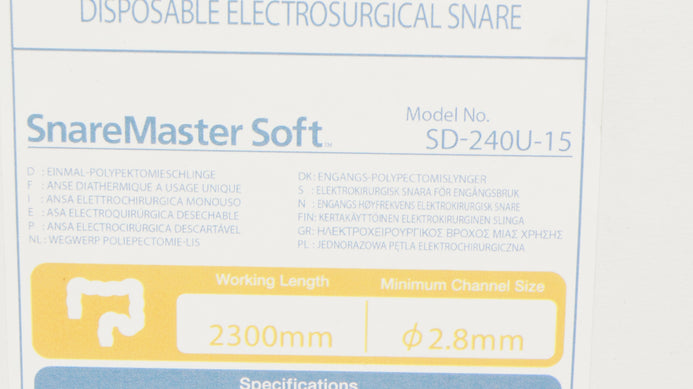 DISPOSABLE ELECTROSURGICAL SNARE
SnareMaster Soft™
Model No.
SD-240U-15
D : EINMAL-POLYPEKTOMIESCHLINGE
F : ANSE DIATHERMIQUE A USAGE UNIQUE
I : ANSA ELETTROCHIRURGICA MONOUSO
E : ASA ELECTROQUIRÚRGICA DESECHABLE
P : ANSA ELECTROCIRÚRGICA DESCARTÁVEL
NL : WEGWERP POLIEPECTOMIE-LIS
DK: ENGANGS-POLYPECTOMISLYNGER
S : ELEKTROKIRURGISK SNARA FÖR ENGÅNGSBRUK
N : ENGANGS HØYFREKVENS ELEKTROKIRURGISK SNARE
FIN: KERTAKÄYTTÖINEN ELEKTROKIRURGINEN SLINGA
GR: ΗΛΕΚΤΡΟΧΕΙΡΟΥΡΓΙΚΟΣ ΒΡΟΧΟΣ ΜΙΑΣ ΧΡΗΣΗΣ
PL : JEDNORAZOWA PĘTLA ELEKTROCHIRURGICZNA
Working Length
2300mm
Minimum Channel Size
φ2.8mm
Specifications